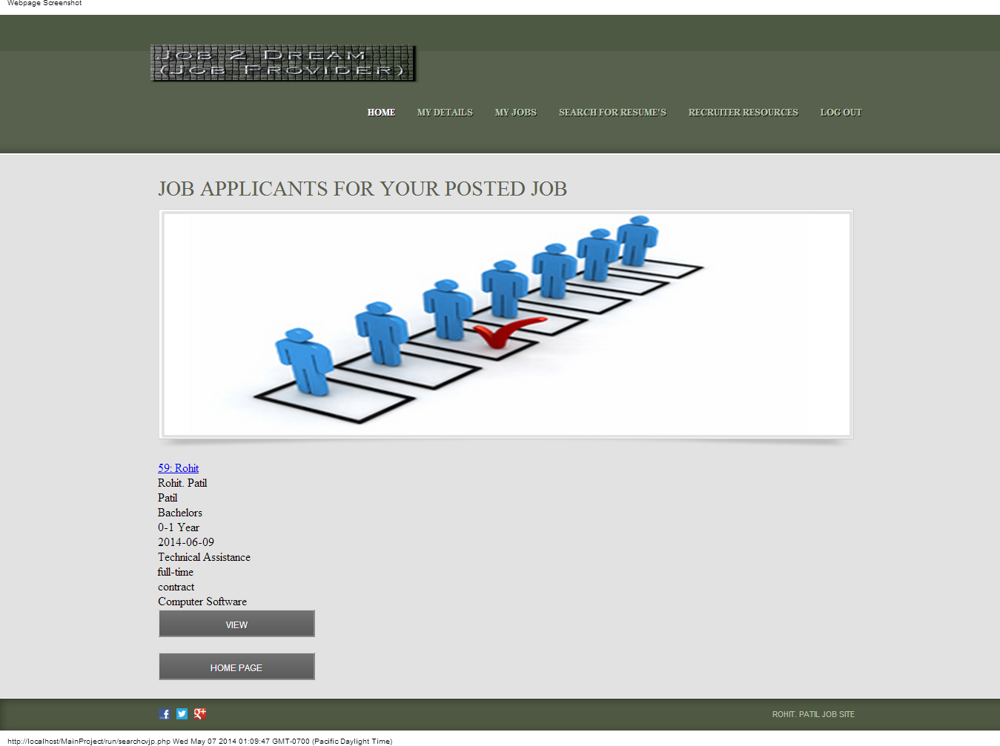 Webpage Screenshot
Job 2 Dream
(Job Provider)
HOME MY DETAILS MY JOBS SEARCH FOR RESUME'S RECRUITER RESOURCES LOG OUT
JOB APPLICANTS FOR YOUR POSTED JOB
59: Rohit
Rohit. Patil
Patil
Bachelors
0-1 Year
2014-06-09
Technical Assistance
full-time
contract
Computer Software
VIEW
HOME PAGE
ROHIT. PATIL JOB SITE
http://localhost/MainProject/run/searchcvjp.php Wed May 07 2014 01:09:47 GMT-0700 (Pacific Daylight Time)